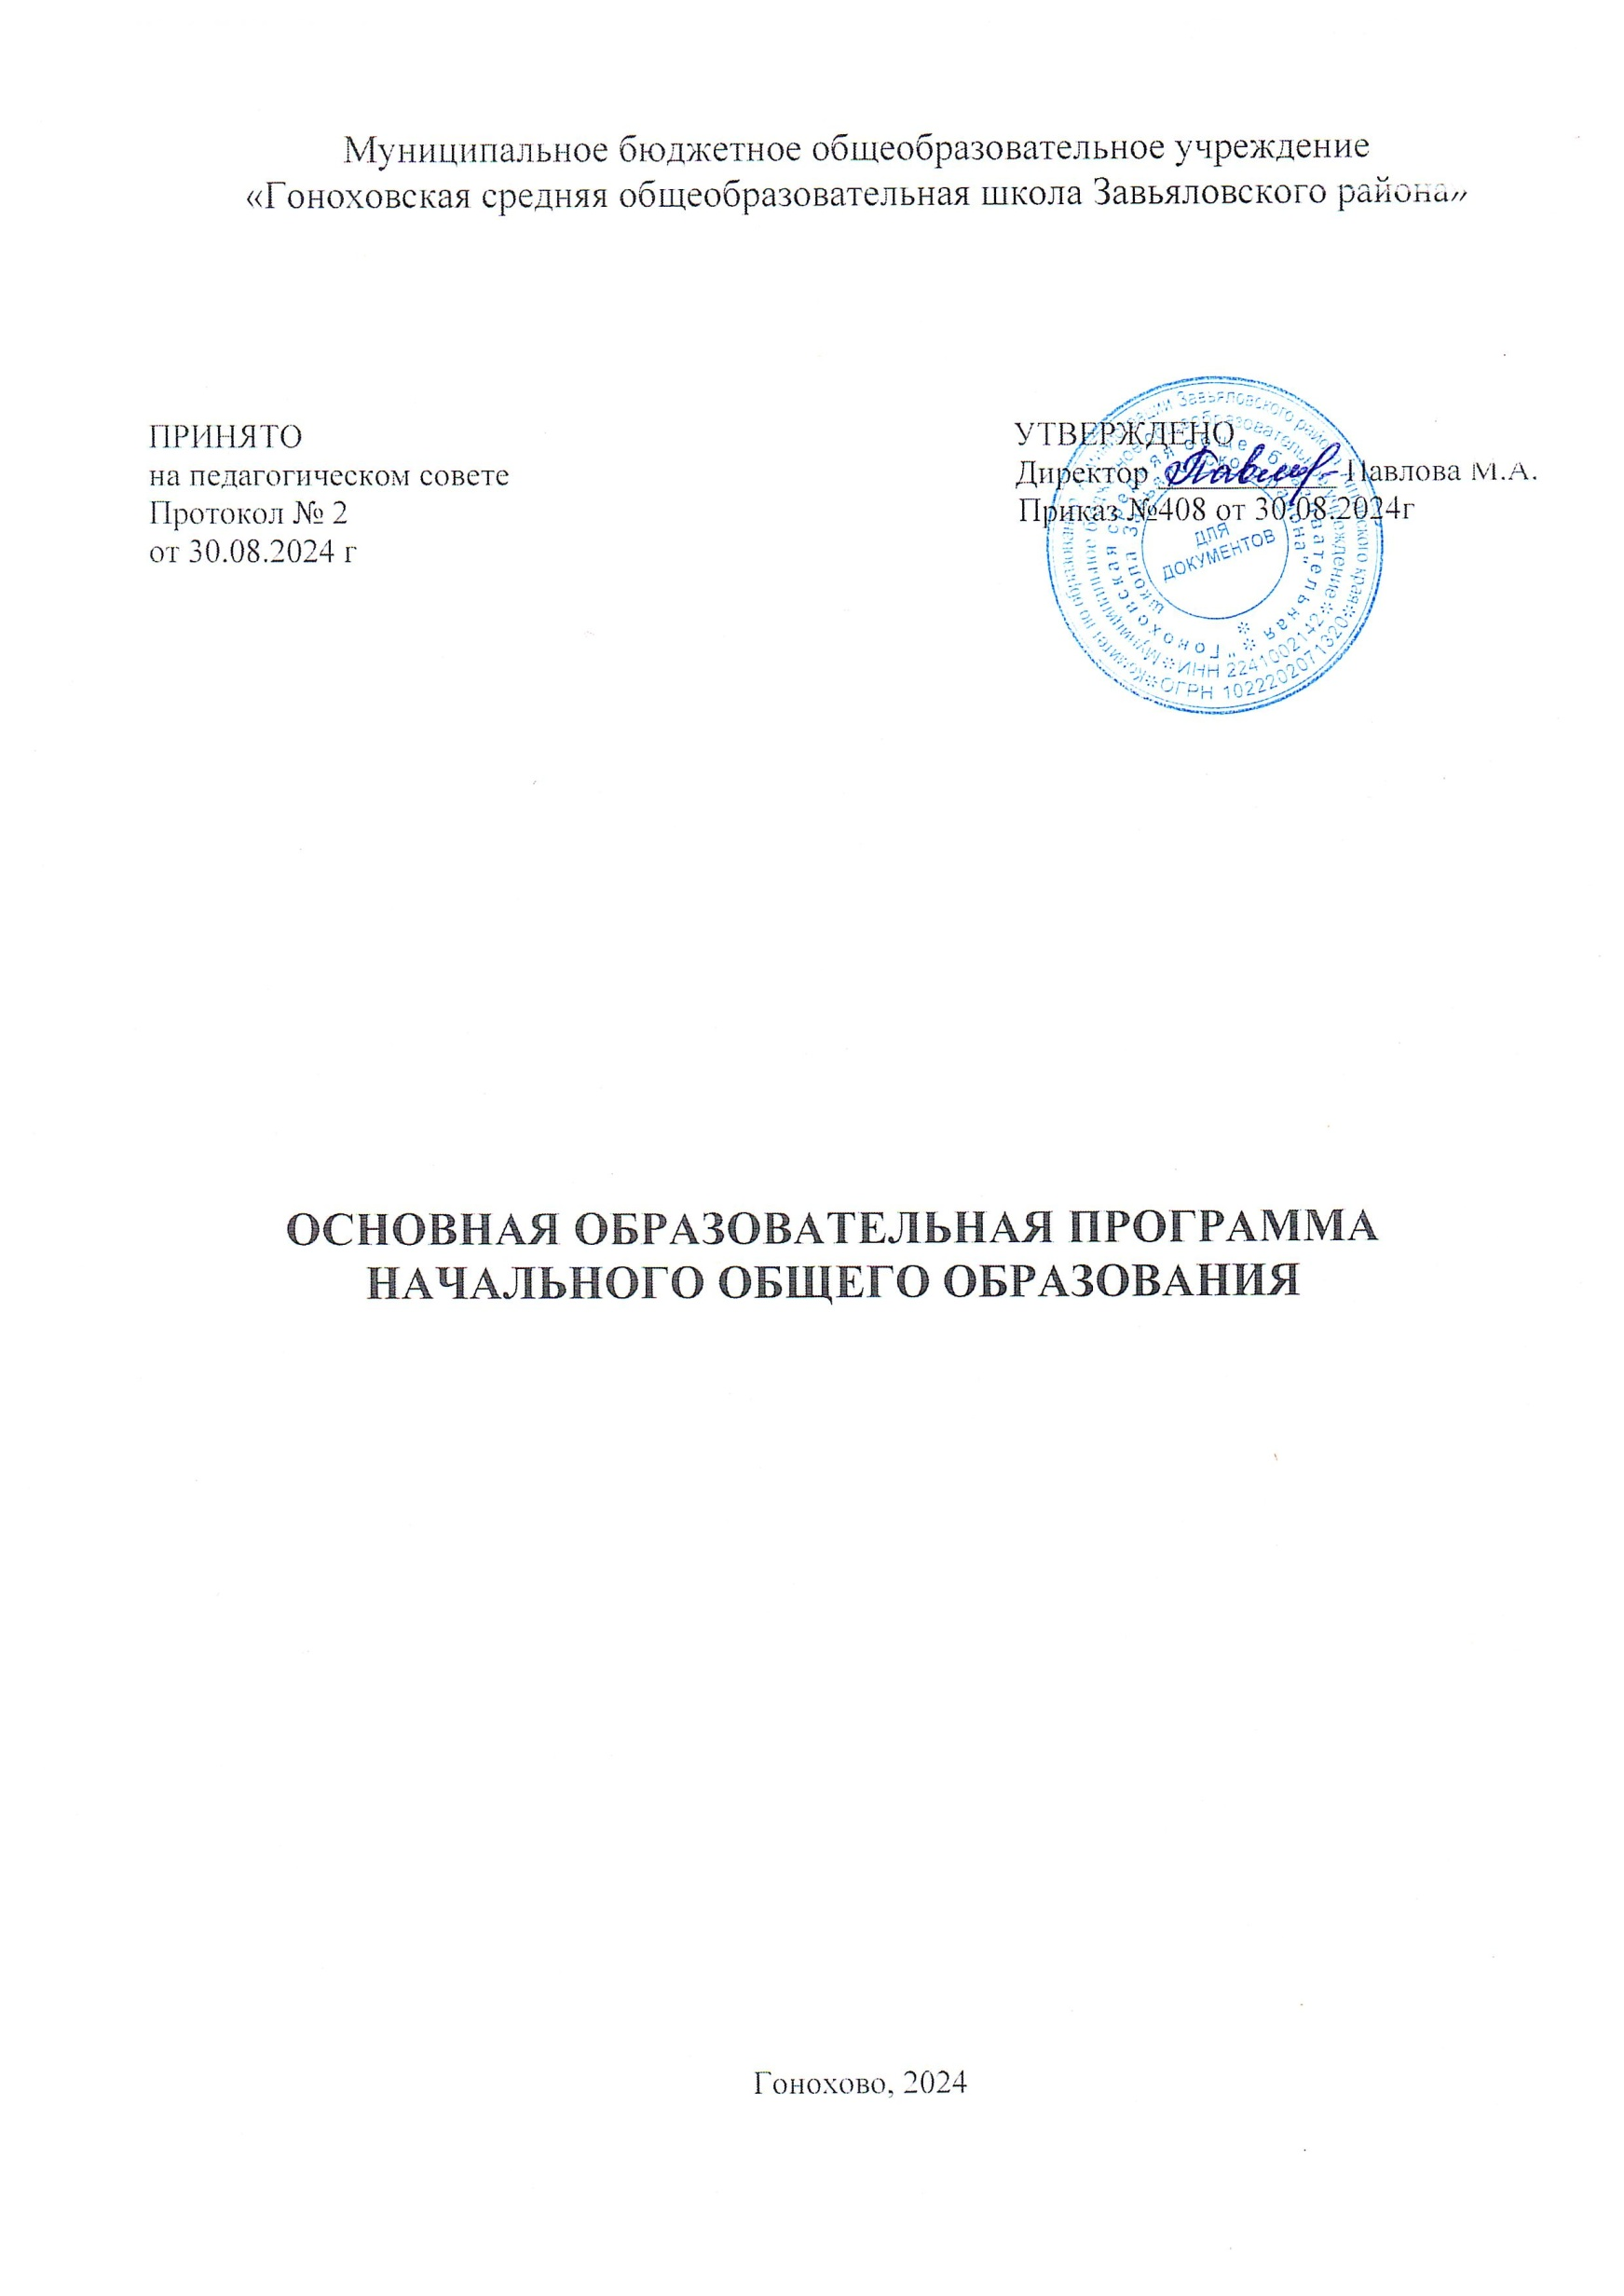 Муниципальное бюджетное общеобразовательное учреждение
«Гоноховская средняя общеобразовательная школа Завьяловского района»
ПРИНЯТО
на педагогическом совете
Протокол № 2
от 30.08.2024 г
УТВЕРЖДЕНО
Директор Павлова М.А.
Приказ №408 от 30.08.2024г
ДЛЯ
ДОКУМЕНТОВ
ИНН 2241002142
ОГРН 1022202071320
ОСНОВНАЯ ОБРАЗОВАТЕЛЬНАЯ ПРОГРАММА
НАЧАЛЬНОГО ОБЩЕГО ОБРАЗОВАНИЯ
Гонохово, 2024